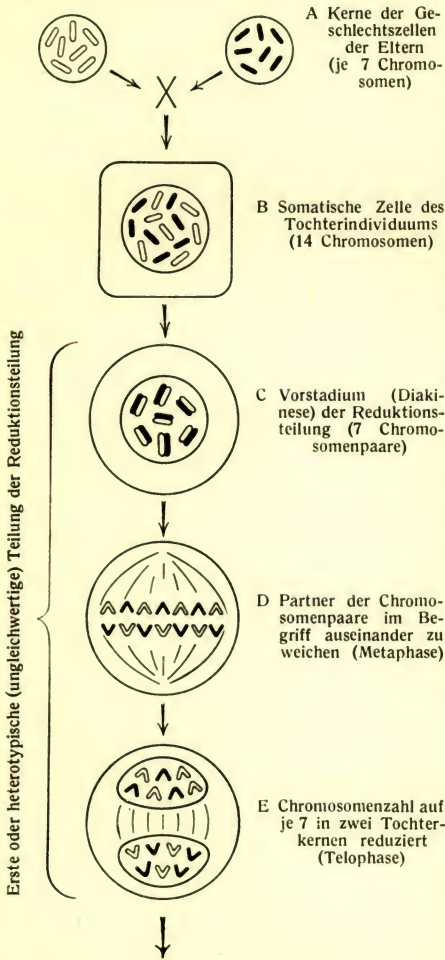 A Kerne der Ge-
schlechtszellen
der Eltern
(je 7 Chromo-
somen)
B Somatische Zelle des
Tochterindividuums
(14 Chromosomen)
Erste oder heterotypische (ungleichwertige) Teilung der Reduktionsteilung
C Vorstadium (Diaki-
nese) der Reduktions-
teilung (7 Chromo-
somenpaare)
D Partner der Chromo-
somenpaare im Be-
griff auseinander zu
weichen (Metaphase)
E Chromosomenzahl auf
je 7 in zwei Tochter-
kernen reduziert
(Telophase)